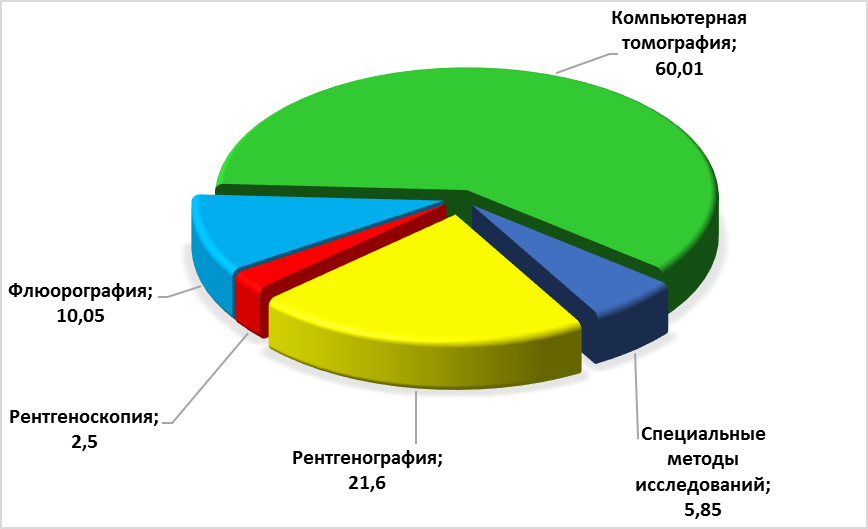 Компьютерная
томография;
60,01
Флюорография;
10,05
Рентгеноскопия;
2,5
Рентгенография;
21,6
Специальные
методы
исследований;
5,85